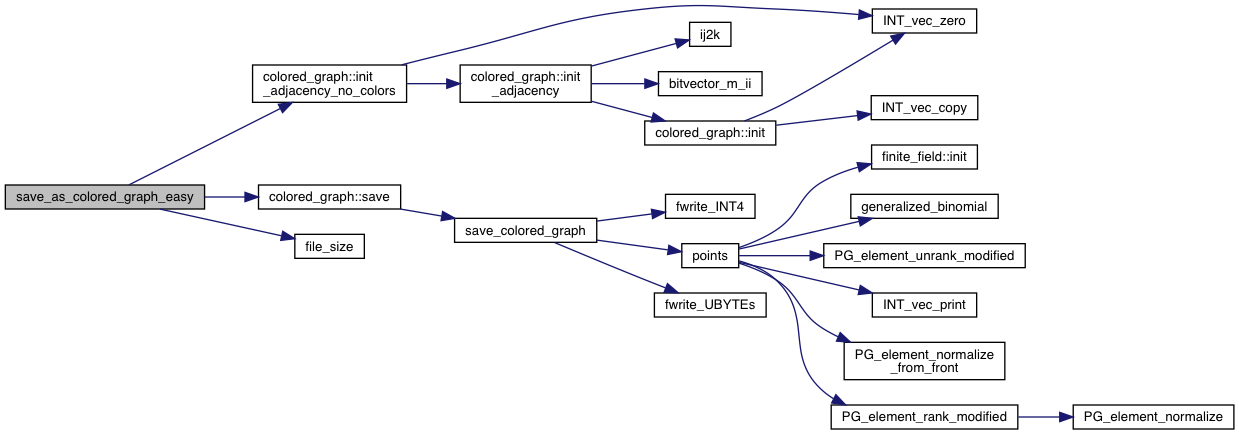 save_as_colored_graph_easy
colored_graph::init
_adjacency_no_colors
colored_graph::save
file_size
colored_graph::init
_adjacency
save_colored_graph
ij2k
bitvector_m_ii
colored_graph::init
fwrite_INT4
points
fwrite_UBYTEs
INT_vec_zero
INT_vec_copy
finite_field::init
generalized_binomial
PG_element_unrank_modified
INT_vec_print
PG_element_normalize
_from_front
PG_element_rank_modified
PG_element_normalize